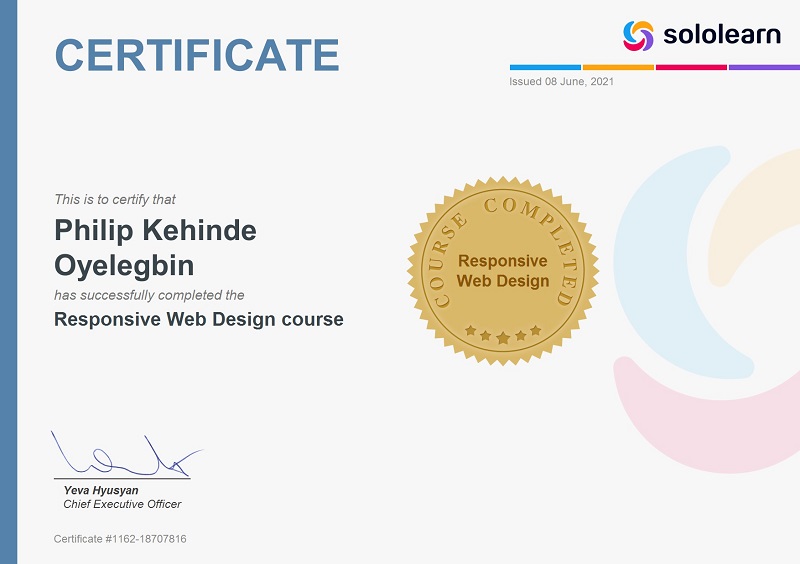 CERTIFICATE
sololearn
Issued 08 June, 2021
This is to certify that
Philip Kehinde
Oyelegbin
has successfully completed the
Responsive Web Design course
COURSE COMPLETED
Responsive
Web Design
Yeva Hyusyan
Chief Executive Officer
Certificate #1162-18707816